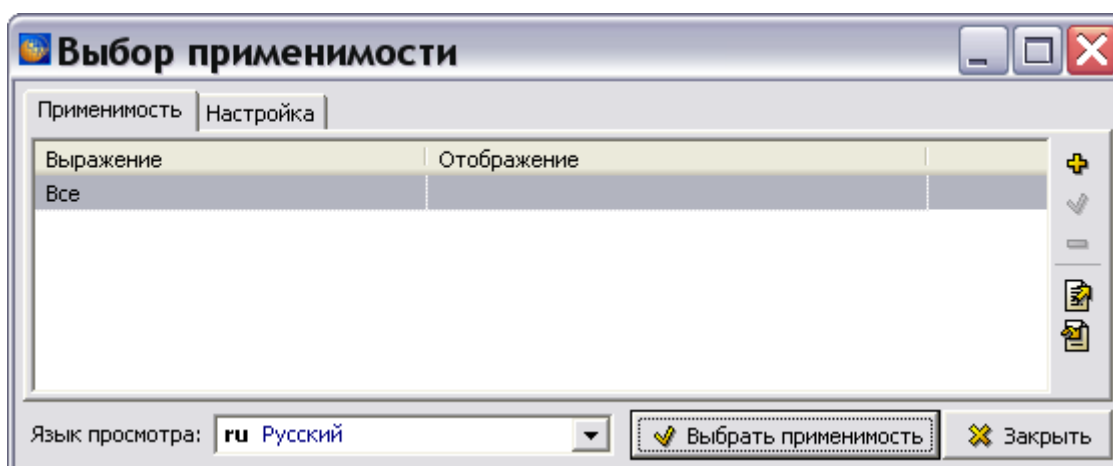 Выбор применимости
Применимость Настройка
Выражение Отображение
Все
Язык просмотра: ru Русский Выбрать применимость Закрыть